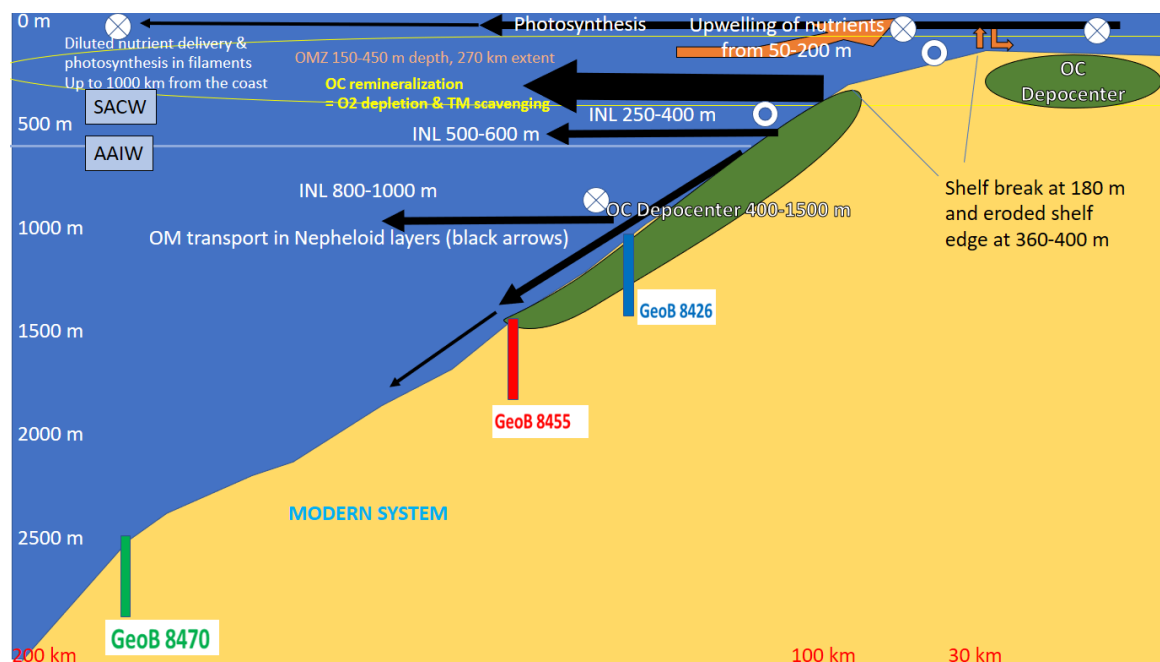 0 m
Photosynthesis
Upwelling of nutrients
from 50-200 m
Diluted nutrient delivery &
photosynthesis in filaments
Up to 1000 km from the coast
OMZ 150-450 m depth, 270 km extent
OC remineralization
= O2 depletion & TM scavenging
OC
Depocenter
SACW
500 m
INL 250-400 m
INL 500-600 m
AAIW
INL 800-1000 m
Shelf break at 180 m
and eroded shelf
edge at 360-400 m
OC Depocenter 400-1500 m
1000 m
OM transport in Nepheloid layers (black arrows)
GeoB 8426
1500 m
GeoB 8455
2000 m
MODERN SYSTEM
2500 m
GeoB 8470
200 km
100 km
30 km